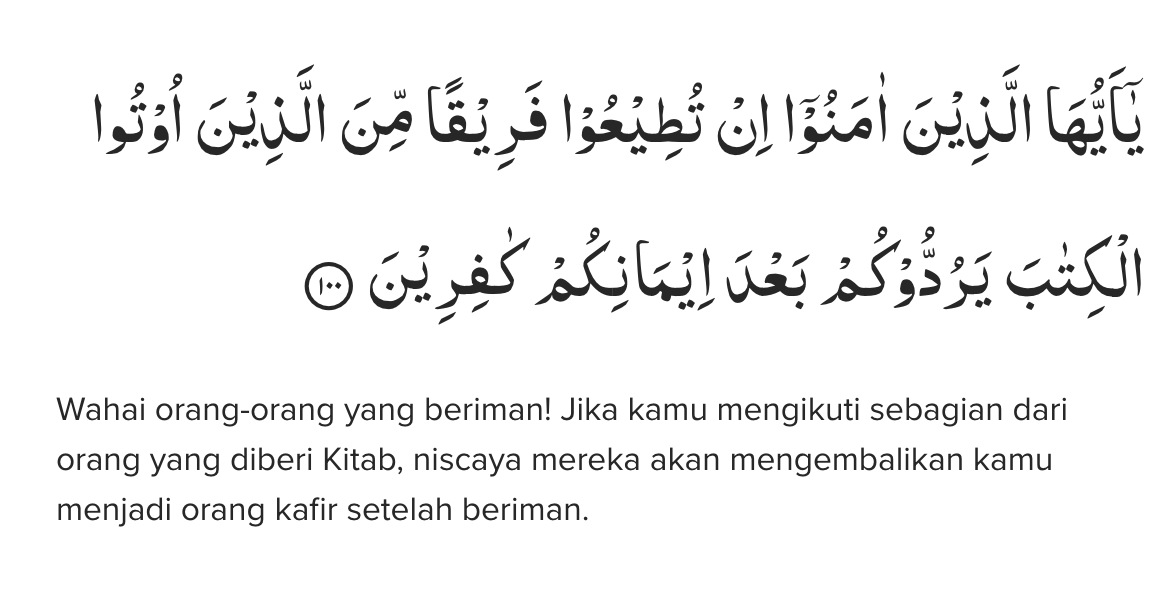 يٰٓاَيُّهَا الَّذِيْنَ اٰمَنُوْٓا اِنْ تُطِيْعُوْا فَرِيْقًا مِّنَ الَّذِيْنَ اُوْتُوا
الْكِتٰبَ يَرُدُّوْكُمْ بَعْدَ اِيْمَانِكُمْ كٰفِرِيْنَ ١٠٠
Wahai orang-orang yang beriman! Jika kamu mengikuti sebagian dari
orang yang diberi Kitab, niscaya mereka akan mengembalikan kamu
menjadi orang kafir setelah beriman.